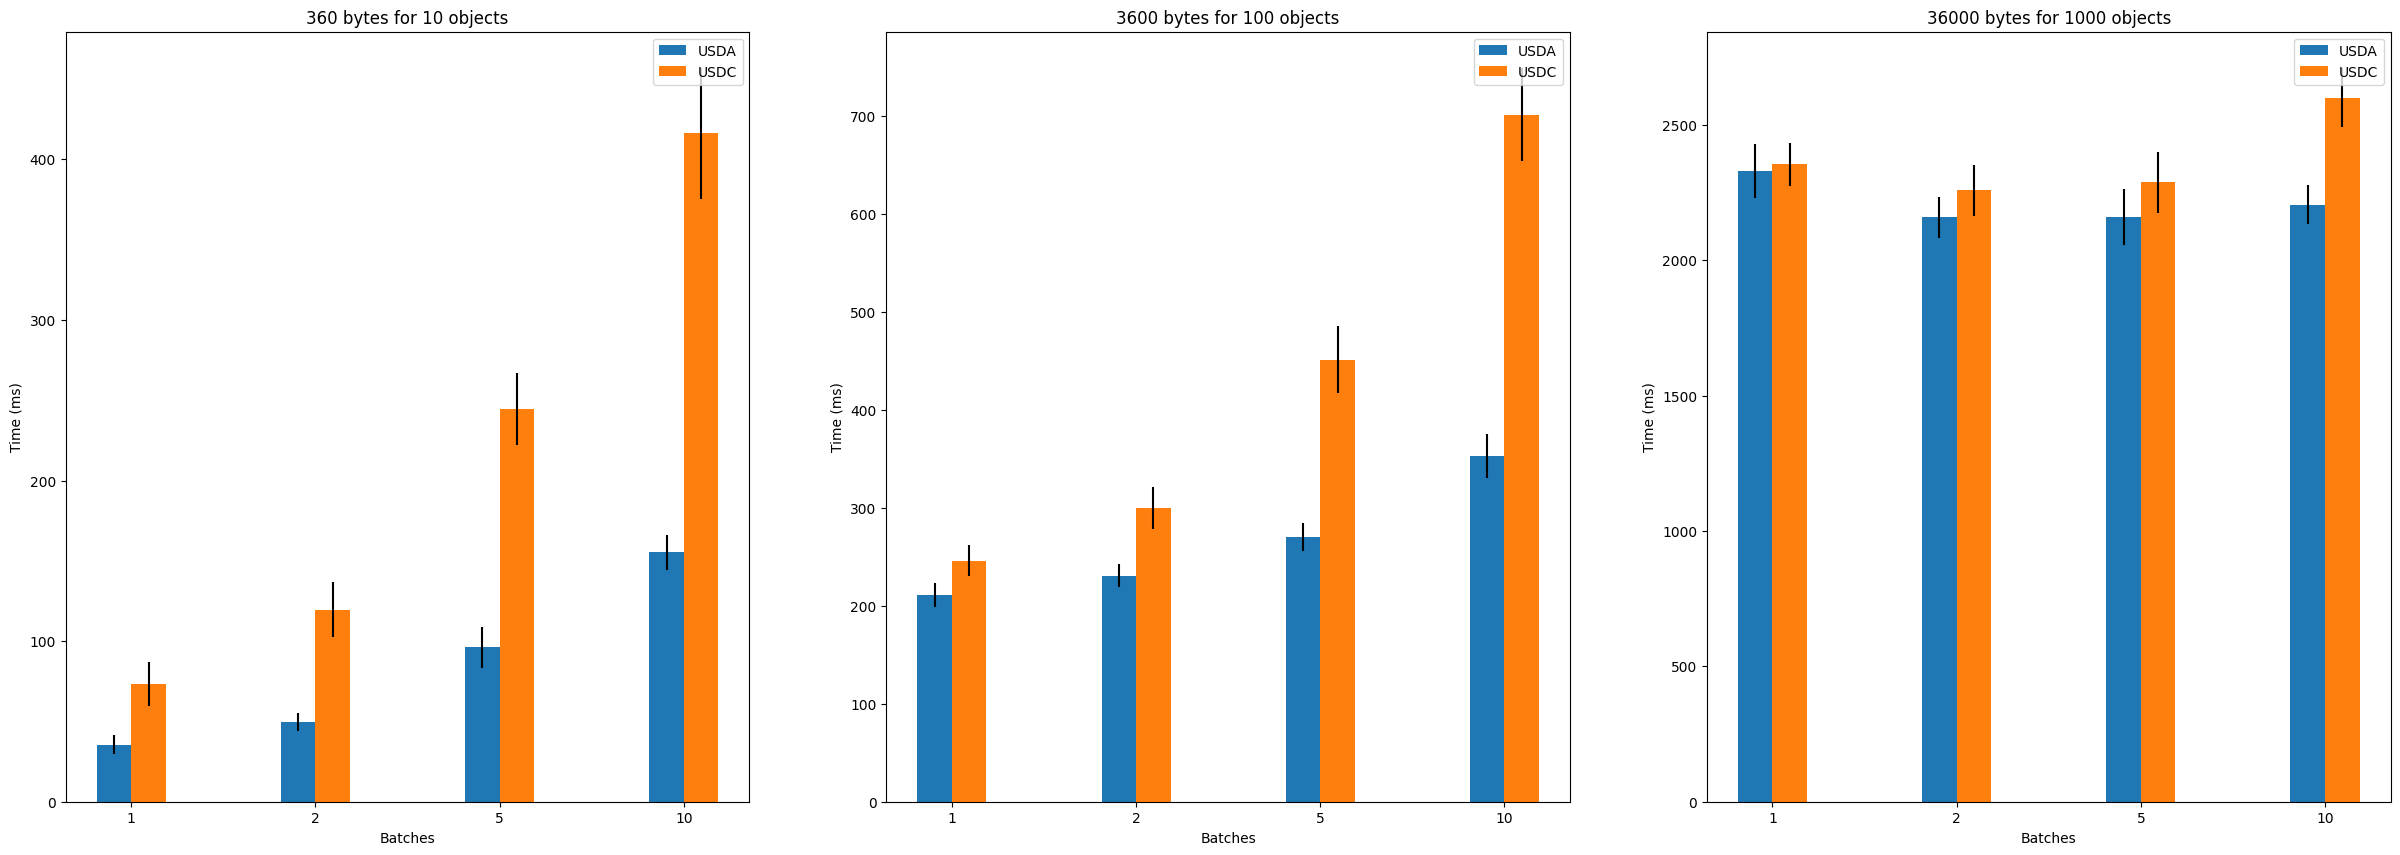 360 bytes for 10 objects
USDA
USDC
400
300
200
100
0
Time (ms)
1 2 5 10
Batches
3600 bytes for 100 objects
USDA
USDC
700
600
500
400
300
200
100
0
Time (ms)
1 2 5 10
Batches
36000 bytes for 1000 objects
USDA
USDC
2500
2000
1500
1000
500
0
Time (ms)
1 2 5 10
Batches